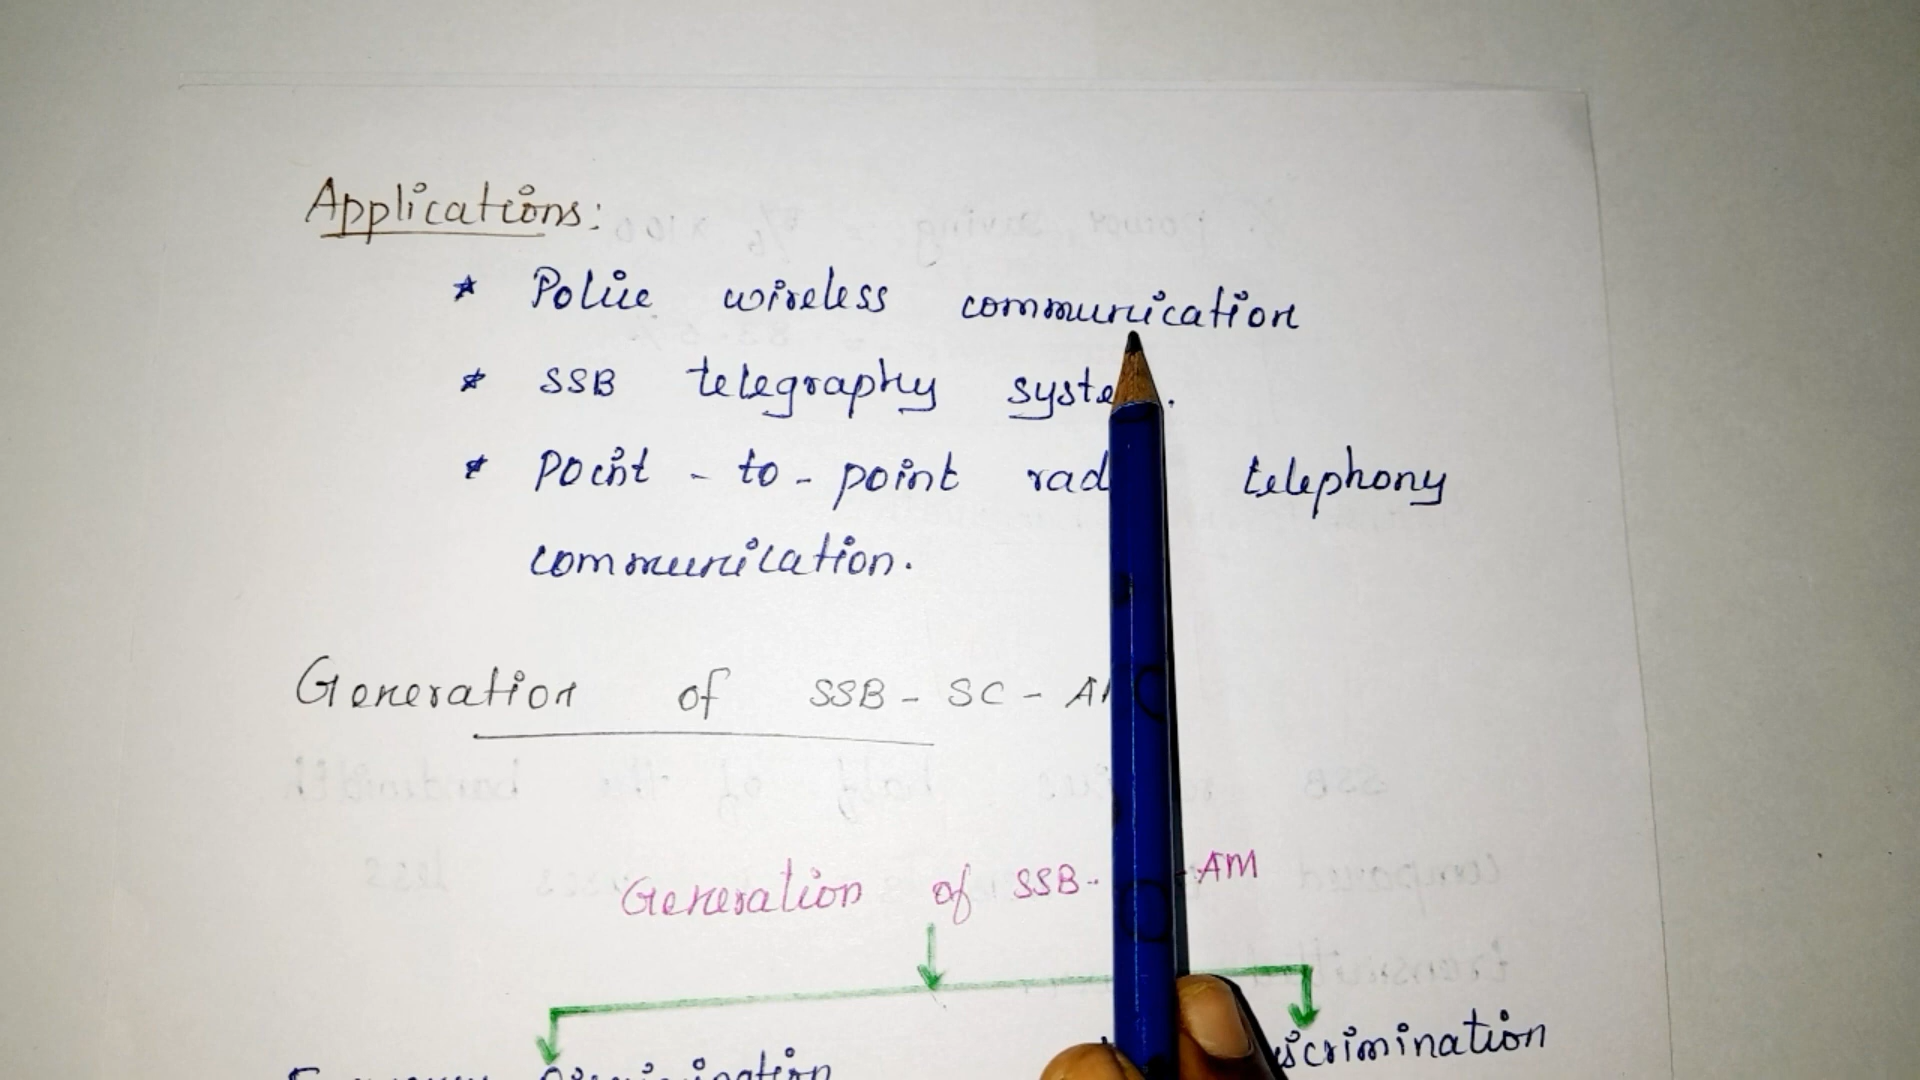 Applications:
* Police wireless communication
* SSB telegraphy syste.
* Point - to - point rad telephony
communication.
Generation of SSB - SC - A
Generation of SSB- -AM
Discrimination